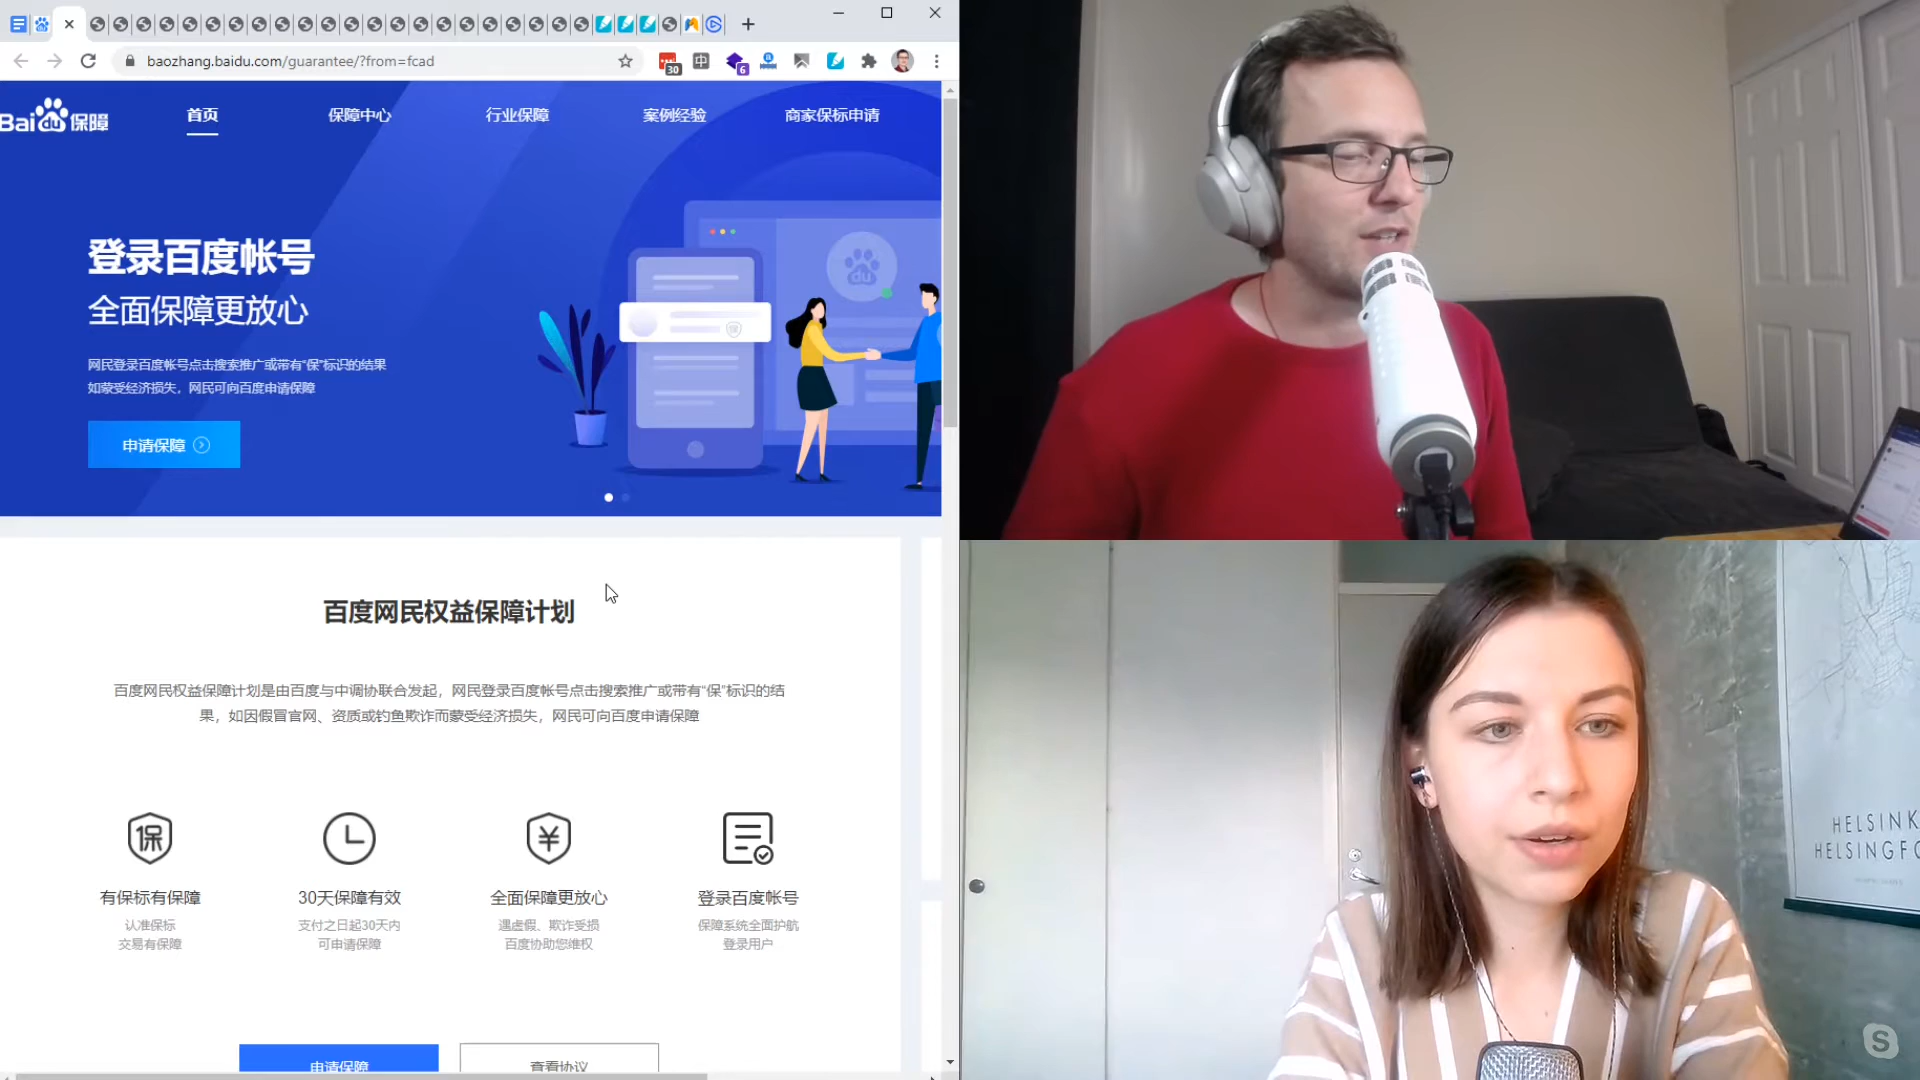 baozhang.baidu.com/guarantee/?from=fcad
30
中
6
Baidu保障
首页
保障中心
行业保障
案例经验
商家保标申请
登录百度帐号
全面保障更放心
网民登录百度帐号点击搜索推广或带有“保”标识的结果
如蒙受经济损失，网民可向百度申请保障
申请保障
du
保
百度网民权益保障计划
百度网民权益保障计划是由百度与中调协联合发起，网民登录百度帐号点击搜索推广或带有“保”标识的结
果，如因假冒官网、资质或钓鱼欺诈而蒙受经济损失，网民可向百度申请保障
保
¥
有保标有保障
30天保障有效
全面保障更放心
登录百度帐号
认准保标
交易有保障
支付之日起30天内
可申请保障
遇虚假、欺诈受损
百度协助您维权
保障系统全面护航
登录用户
申请保障
查看协议
HELSINK
HELSINGFO
S